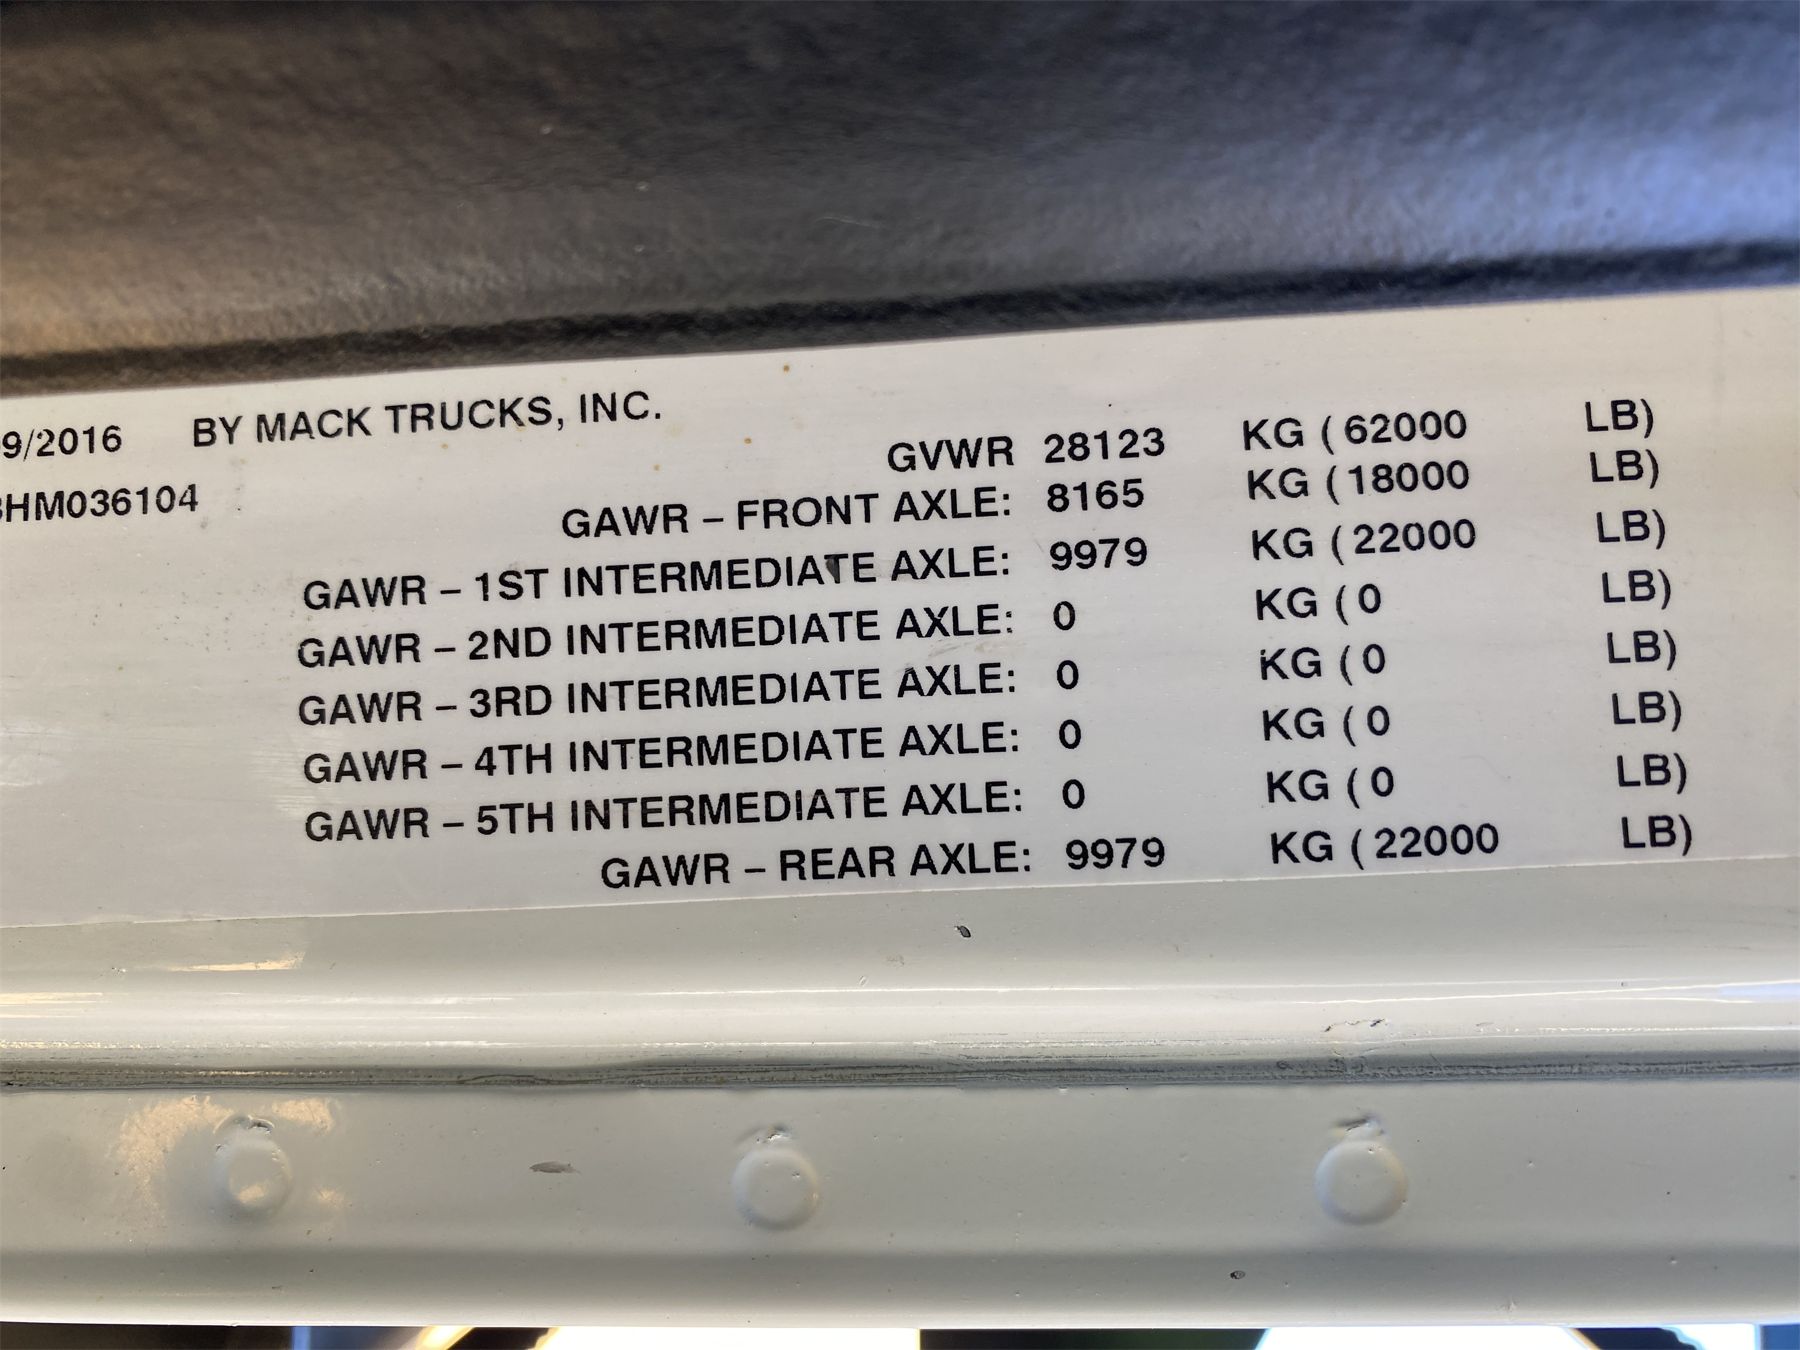 9/2016 BY MACK TRUCKS, INC.
GVWR 28123 KG (62000 LB)
HM036104
GAWR – FRONT AXLE: 8165 KG (18000 LB)
GAWR – 1ST INTERMEDIATE AXLE: 9979 KG (22000 LB)
GAWR – 2ND INTERMEDIATE AXLE: 0 KG (0 LB)
GAWR – 3RD INTERMEDIATE AXLE: 0 KG (0 LB)
GAWR – 4TH INTERMEDIATE AXLE: 0 KG (0 LB)
GAWR – 5TH INTERMEDIATE AXLE: 0 KG (0 LB)
GAWR – REAR AXLE: 9979 KG (22000 LB)